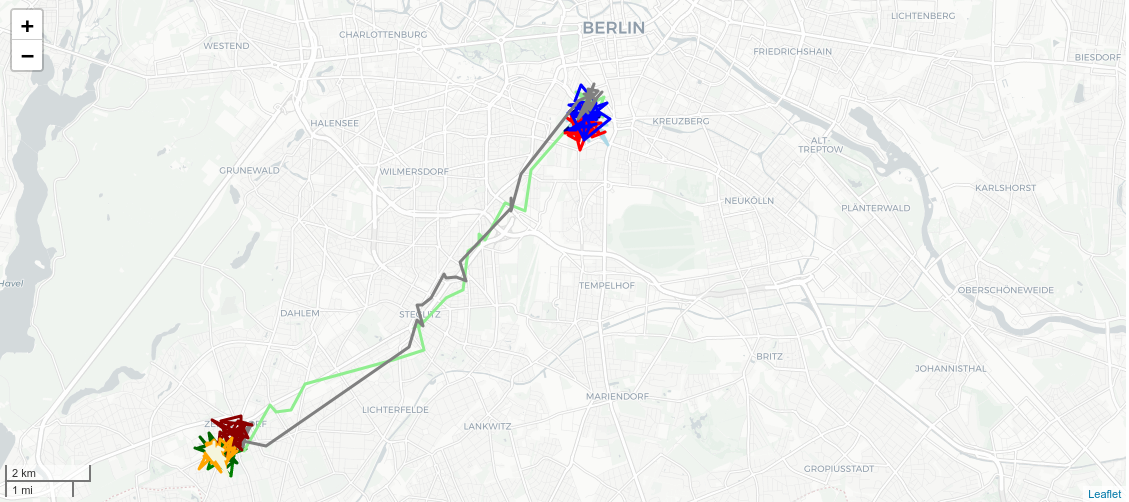 +
−
BERLIN
LICHTENBERG
CHARLOTTENBURG
WESTEND
FRIEDRICHSHAIN
BIESDORF
HALENSEE
KREUZBERG
ALT
TREPTOW
GRUNEWALD
WILMERSDORF
KARLSHORST
NEUKÖLLN
PLÄNTERWALD
Havel
TEMPELHOF
OBERSCHÖNEWEIDE
DAHLEM
STEGLITZ
BRITZ
JOHANNISTHAL
MARIENDORF
LICHTERFELDE
LANKWITZ
GROPIUSSTADT
2 km
1 mi
Leaflet